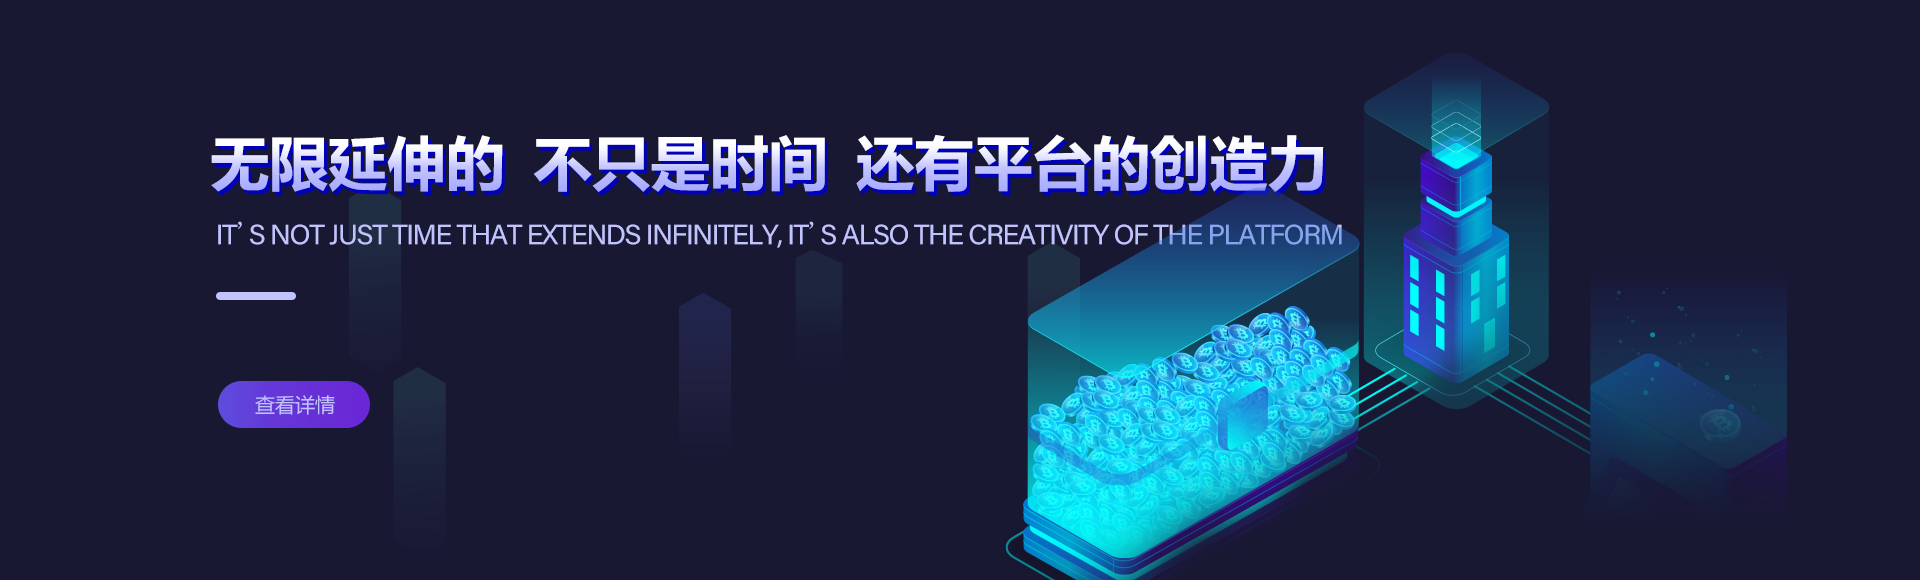 无限延伸的 不只是时间 还有平台的创造力
IT’S NOT JUST TIME THAT EXTENDS INFINITELY, IT’S ALSO THE CREATIVITY OF THE PLATFORM
查看详情